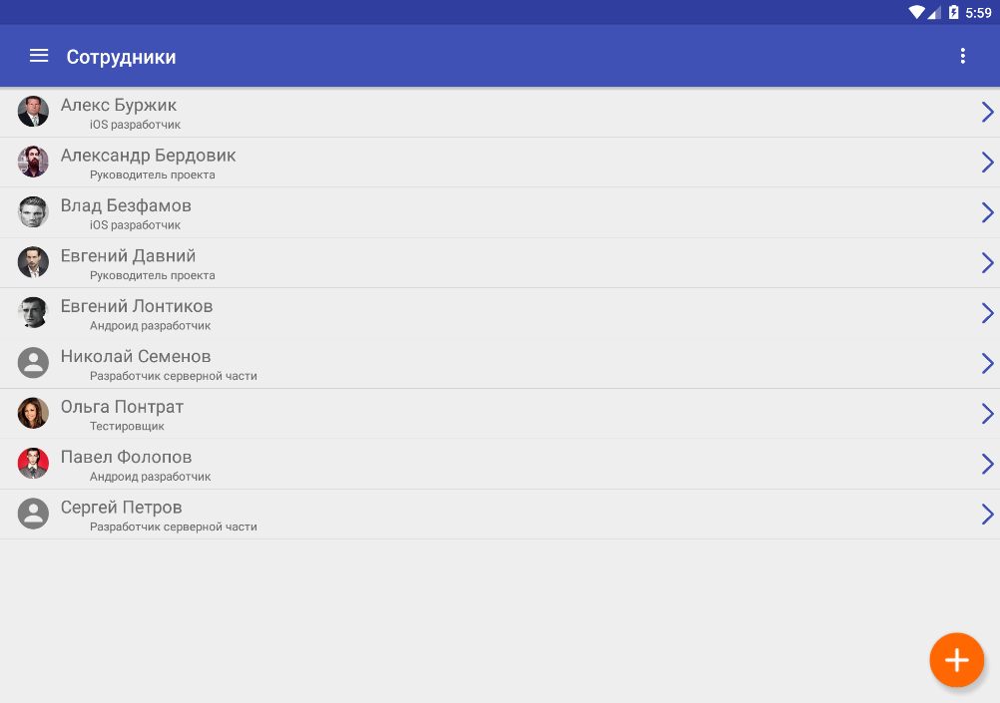 5:59
Сотрудники
Алекс Буржик
iOS разработчик
Александр Бердовик
Руководитель проекта
Влад Безфамов
iOS разработчик
Евгений Давний
Руководитель проекта
Евгений Лонтиков
Андроид разработчик
Николай Семенов
Разработчик серверной части
Ольга Понтрат
Тестировщик
Павел Фолопов
Андроид разработчик
Сергей Петров
Разработчик серверной части